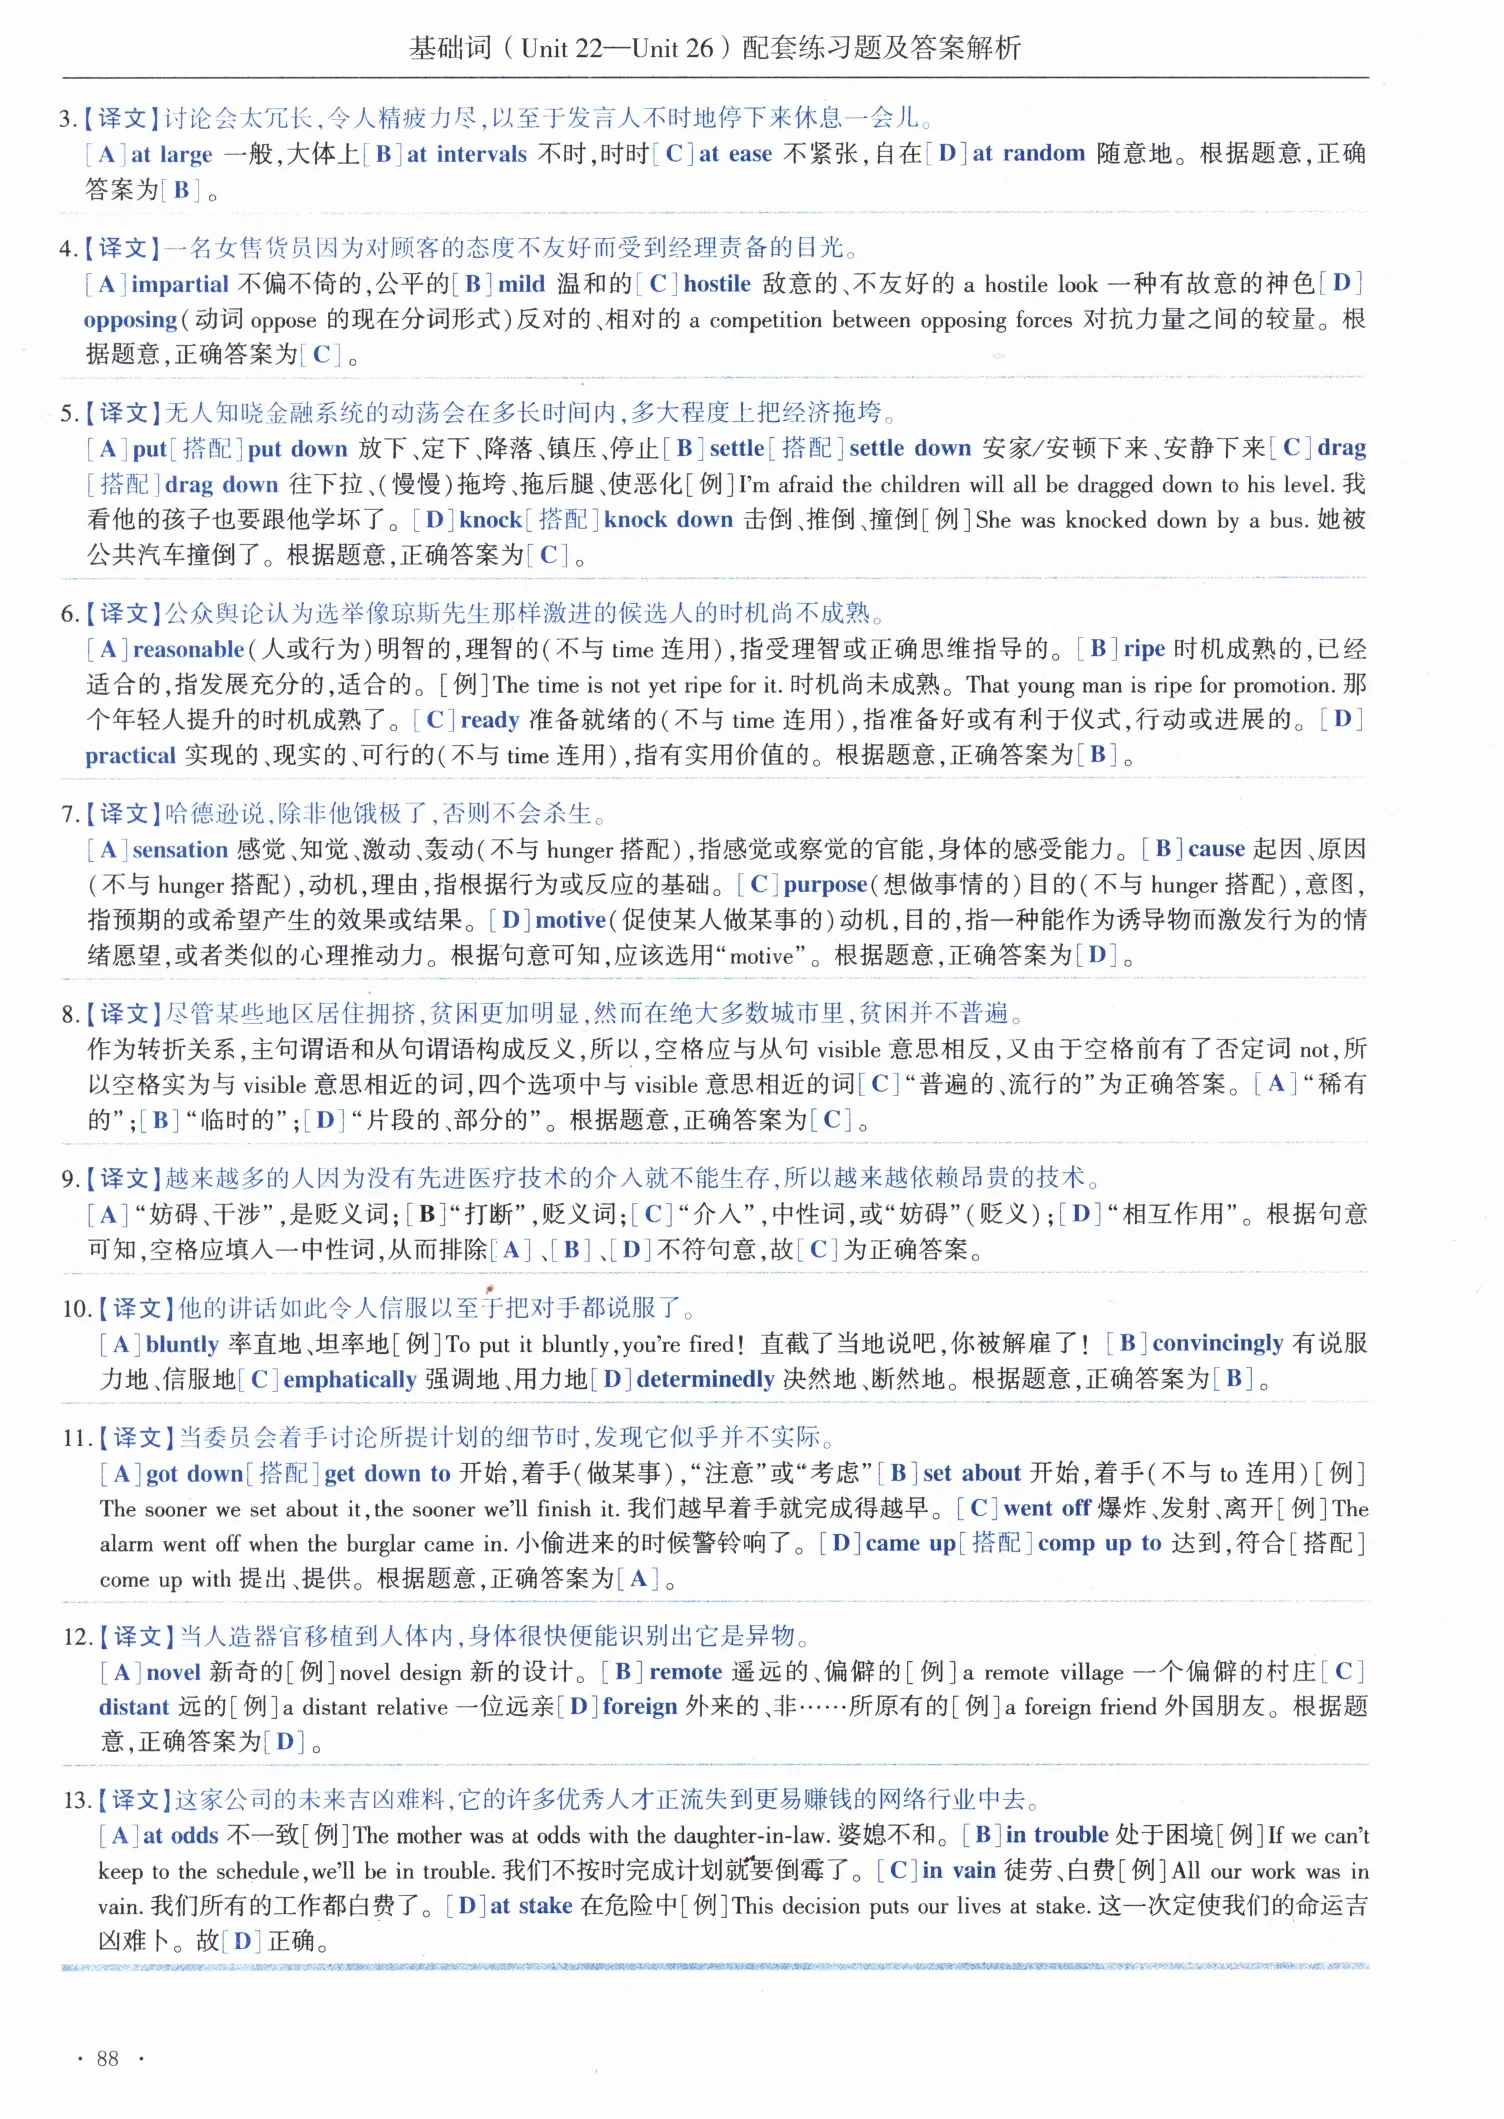 基础词（Unit 22—Unit 26）配套练习题及答案解析
3.【译文】讨论会太冗长,令人精疲力尽,以至于发言人不时地停下来休息一会儿。
[A]at large 一般,大体上[B]at intervals 不时,时时[C]at ease 不紧张,自在[D]at random 随意地。根据题意,正确
答案为[B]。
4.【译文】一名女售货员因为对顾客的态度不友好而受到经理责备的目光。
[A]impartial 不偏不倚的,公平的[B]mild 温和的[C]hostile 敌意的、不友好的 a hostile look 一种有故意的神色[D]
opposing(动词 oppose 的现在分词形式)反对的、相对的 a competition between opposing forces 对抗力量之间的较量。根
据题意,正确答案为[C]。
5.【译文】无人知晓金融系统的动荡会在多长时间内,多大程度上把经济拖垮。
[A]put[搭配]put down 放下、定下、降落、镇压、停止[B]settle[搭配]settle down 安家/安顿下来、安静下来[C]drag
[搭配]drag down 往下拉、(慢慢)拖垮、拖后腿、使恶化[例]I'm afraid the children will all be dragged down to his level. 我
看他的孩子也要跟他学坏了。[D]knock[搭配]knock down 击倒、推倒、撞倒[例]She was knocked down by a bus. 她被
公共汽车撞倒了。根据题意,正确答案为[C]。
6.【译文】公众舆论认为选举像琼斯先生那样激进的候选人的时机尚不成熟。
[A]reasonable(人或行为)明智的,理智的(不与 time 连用),指受理智或正确思维指导的。[B]ripe 时机成熟的,已经
适合的,指发展充分的,适合的。[例]The time is not yet ripe for it. 时机尚未成熟。That young man is ripe for promotion. 那
个年轻人提升的时机成熟了。[C]ready 准备就绪的(不与 time 连用),指准备好或有利于仪式,行动或进展的。[D]
practical 实现的、现实的、可行的(不与 time 连用),指有实用价值的。根据题意,正确答案为[B]。
7.【译文】哈德逊说,除非他饿极了,否则不会杀生。
[A]sensation 感觉、知觉、激动、轰动(不与 hunger 搭配),指感觉或察觉的官能,身体的感受能力。[B]cause 起因、原因
(不与 hunger 搭配),动机,理由,指根据行为或反应的基础。[C]purpose(想做事情的)目的(不与 hunger 搭配),意图,
指预期的或希望产生的效果或结果。[D]motive(促使某人做某事的)动机,目的,指一种能作为诱导物而激发行为的情
绪愿望,或者类似的心理推动力。根据句意可知,应该选用“motive”。根据题意,正确答案为[D]。
8.【译文】尽管某些地区居住拥挤,贫困更加明显,然而在绝大多数城市里,贫困并不普遍。
作为转折关系,主句谓语和从句谓语构成反义,所以,空格应与从句 visible 意思相反,又由于空格前有了否定词 not,所
以空格实为与 visible 意思相近的词,四个选项中与 visible 意思相近的词[C]“普遍的、流行的”为正确答案。[A]“稀有
的”;[B]“临时的”;[D]“片段的、部分的”。根据题意,正确答案为[C]。
9.【译文】越来越多的人因为没有先进医疗技术的介入就不能生存,所以越来越依赖昂贵的技术。
[A]“妨碍、干涉”,是贬义词;[B]“打断”,贬义词;[C]“介入”,中性词,或“妨碍”(贬义);[D]“相互作用”。根据句意
可知,空格应填入一中性词,从而排除[A]、[B]、[D]不符句意,故[C]为正确答案。
10.【译文】他的讲话如此令人信服以至于把对手都说服了。
[A]bluntly 率直地、坦率地[例]To put it bluntly,you're fired! 直截了当地说吧,你被解雇了! [B]convincingly 有说服
力地、信服地[C]emphatically 强调地、用力地[D]determinedly 决然地、断然地。根据题意,正确答案为[B]。
11.【译文】当委员会着手讨论所提计划的细节时,发现它似乎并不实际。
[A]got down[搭配]get down to 开始,着手(做某事),“注意”或“考虑”[B]set about 开始,着手(不与 to 连用)[例]
The sooner we set about it,the sooner we'll finish it. 我们越早着手就完成得越早。[C]went off 爆炸、发射、离开[例]The
alarm went off when the burglar came in. 小偷进来的时候警铃响了。[D]came up[搭配]comp up to 达到,符合[搭配]
come up with 提出、提供。根据题意,正确答案为[A]。
12.【译文】当人造器官移植到人体内,身体很快便能识别出它是异物。
[A]novel 新奇的[例]novel design 新的设计。[B]remote 遥远的、偏僻的[例]a remote village 一个偏僻的村庄[C]
distant 远的[例]a distant relative 一位远亲[D]foreign 外来的、非……所原有的[例]a foreign friend 外国朋友。根据题
意,正确答案为[D]。
13.【译文】这家公司的未来吉凶难料,它的许多优秀人才正流失到更易赚钱的网络行业中去。
[A]at odds 不一致[例]The mother was at odds with the daughter-in-law. 婆媳不和。[B]in trouble 处于困境[例]If we can't
keep to the schedule,we'll be in trouble. 我们不按时完成计划就要倒霉了。[C]in vain 徒劳、白费[例]All our work was in
vain. 我们所有的工作都白费了。[D]at stake 在危险中[例]This decision puts our lives at stake. 这一次定使我们的命运吉
凶难卜。故[D]正确。
· 88 ·